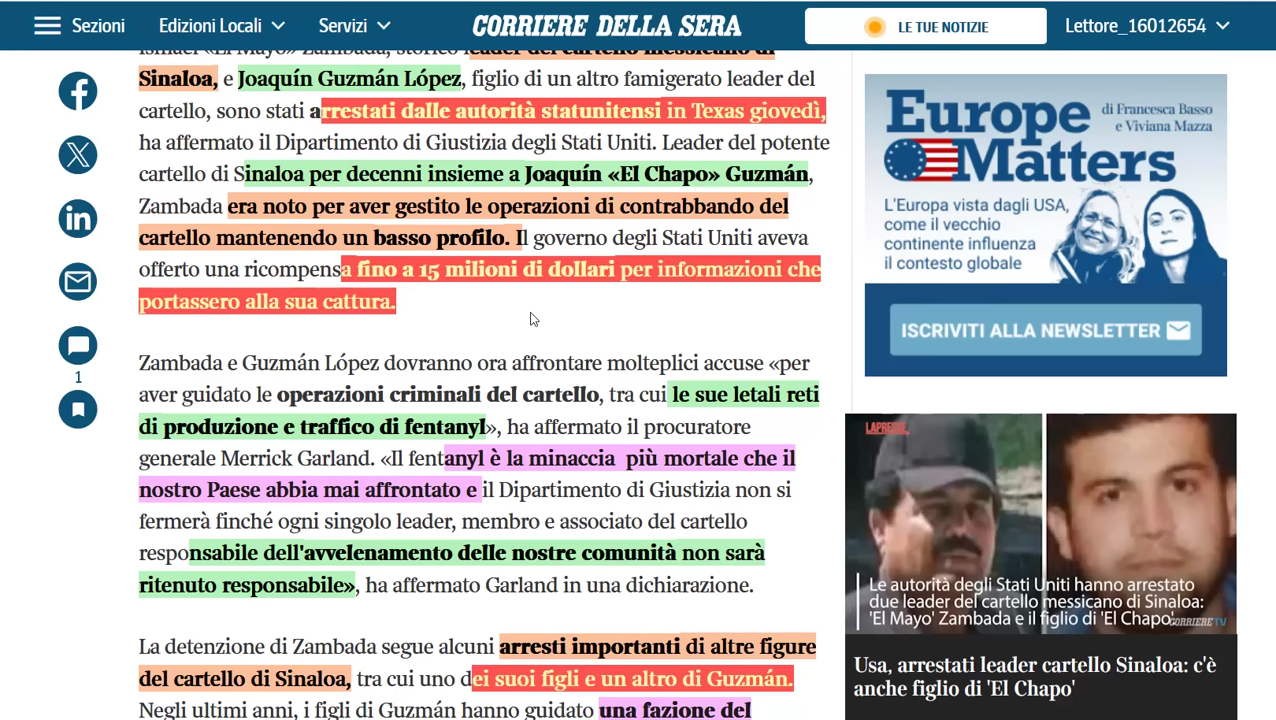 Sezioni
Edizioni Locali
Servizi
CORRIERE DELLA SERA
LE TUE NOTIZIE
Lettore_16012654
Ismael «El Mayo» Zambada, storico leader del cartello messicano di
Sinaloa, e Joaquín Guzmán López, figlio di un altro famigerato leader del
cartello, sono stati arrestati dalle autorità statunitensi in Texas giovedì,
ha affermato il Dipartimento di Giustizia degli Stati Uniti. Leader del potente
cartello di Sinaloa per decenni insieme a Joaquín «El Chapo» Guzmán,
Zambada era noto per aver gestito le operazioni di contrabbando del
cartello mantenendo un basso profilo. Il governo degli Stati Uniti aveva
offerto una ricompensa fino a 15 milioni di dollari per informazioni che
portassero alla sua cattura.
1
Zambada e Guzmán López dovranno ora affrontare molteplici accuse «per
aver guidato le operazioni criminali del cartello, tra cui le sue letali reti
di produzione e traffico di fentanyl», ha affermato il procuratore
generale Merrick Garland. «Il fentanyl è la minaccia più mortale che il
nostro Paese abbia mai affrontato e il Dipartimento di Giustizia non si
fermerà finché ogni singolo leader, membro e associato del cartello
responsabile dell'avvelenamento delle nostre comunità non sarà
ritenuto responsabile», ha affermato Garland in una dichiarazione.
La detenzione di Zambada segue alcuni arresti importanti di altre figure
del cartello di Sinaloa, tra cui uno dei suoi figli e un altro di Guzmán.
Negli ultimi anni, i figli di Guzmán hanno guidato una fazione del
Europe
Matters
di Francesca Basso
e Viviana Mazza
L'Europa vista dagli USA,
come il vecchio
continente influenza
il contesto globale
ISCRIVITI ALLA NEWSLETTER
LAPRESSE
Le autorità degli Stati Uniti hanno arrestato
due leader del cartello messicano di Sinaloa:
'El Mayo' Zambada e il figlio di 'El Chapo'
CORRIERE TV
Usa, arrestati leader cartello Sinaloa: c'è
anche figlio di 'El Chapo'